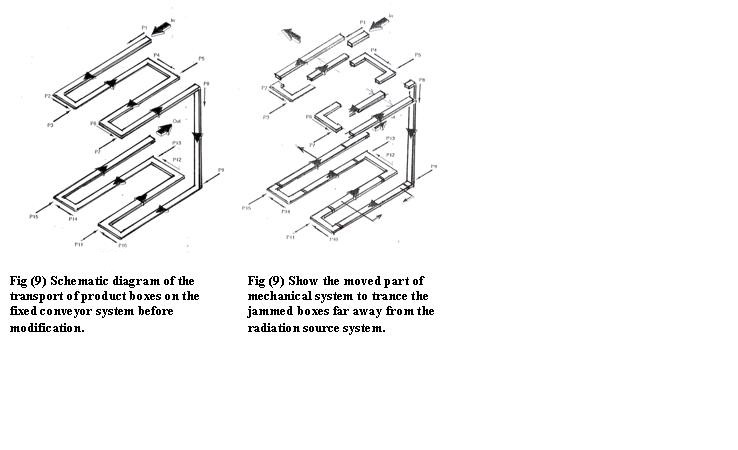 In
P1
P4
P5
P2
P3
P8
P6
P7
Out
P13
P12
P9
P15
P14
P11
P10
In
P1
P4
P5
P2
P3
P8
P6
P7
P13
P12
P9
P15
P14
P11
P10
Fig (9) Schematic diagram of the
transport of product boxes on the
fixed conveyor system before
modification.
Fig (9) Show the moved part of
mechanical system to trance the
jammed boxes far away from the
radiation source system.